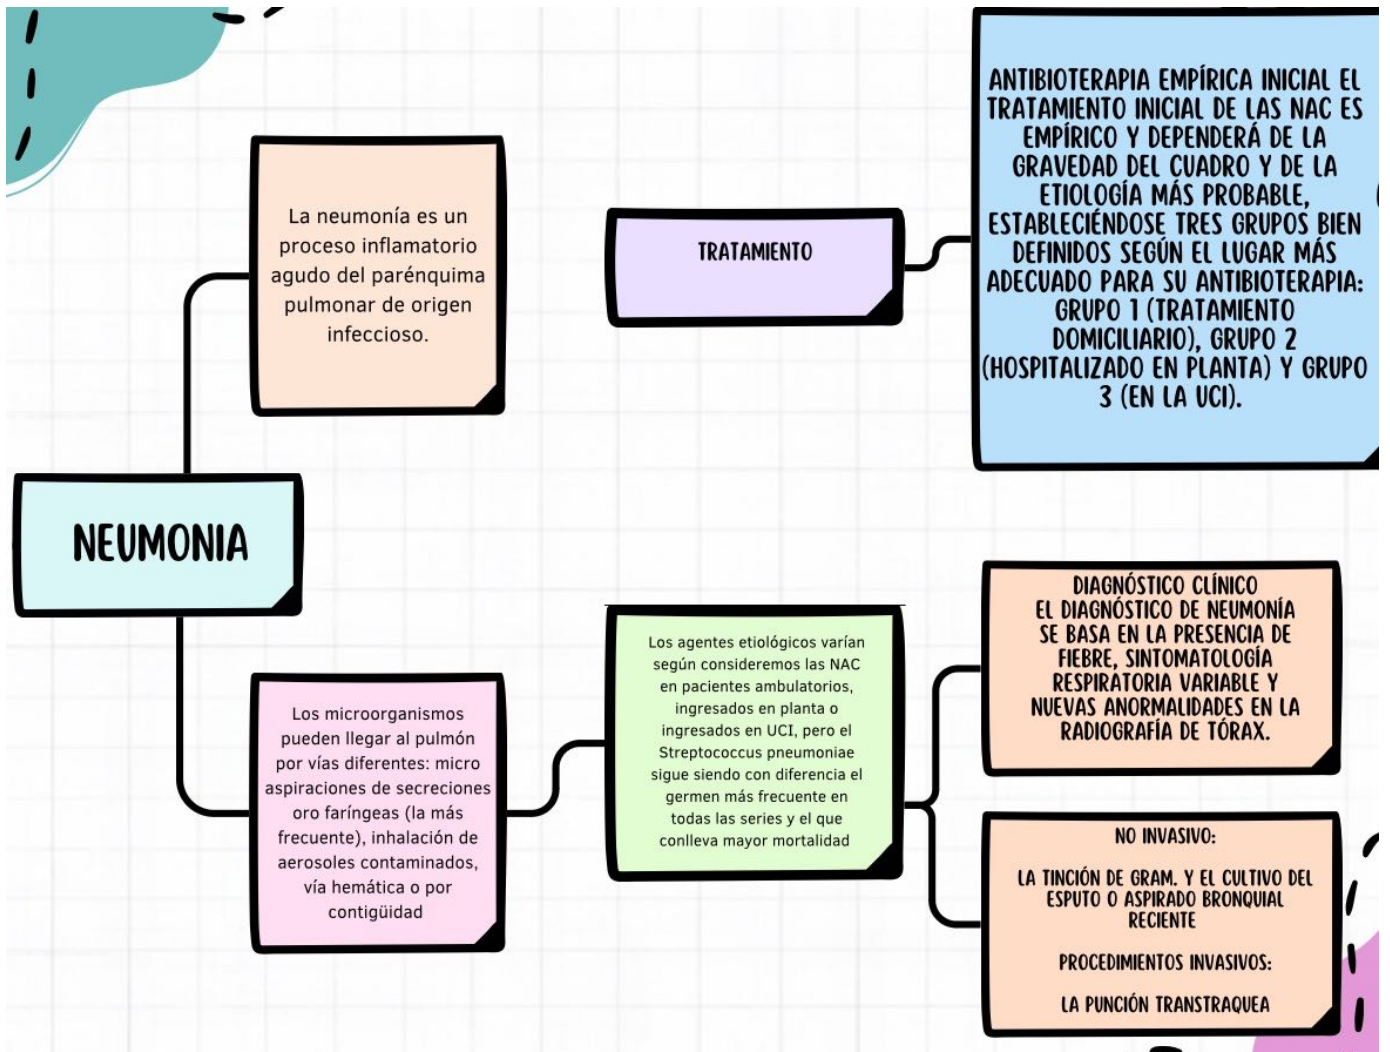 NEUMONIA
La neumonía es un
proceso inflamatorio
agudo del parénquima
pulmonar de origen
infeccioso.
Los microorganismos
pueden llegar al pulmón
por vías diferentes: micro
aspiraciones de secreciones
oro faríngeas (la más
frecuente), inhalación de
aerosoles contaminados,
vía hemática o por
contigüidad
TRATAMIENTO
ANTIBIOTERAPIA EMPÍRICA INICIAL EL
TRATAMIENTO INICIAL DE LAS NAC ES
EMPÍRICO Y DEPENDERÁ DE LA
GRAVEDAD DEL CUADRO Y DE LA
ETIOLOGÍA MÁS PROBABLE,
ESTABLECIÉNDOSE TRES GRUPOS BIEN
DEFINIDOS SEGÚN EL LUGAR MÁS
ADECUADO PARA SU ANTIBIOTERAPIA:
GRUPO 1 (TRATAMIENTO
DOMICILIARIO), GRUPO 2
(HOSPITALIZADO EN PLANTA) Y GRUPO
3 (EN LA UCI).
Los agentes etiológicos varían
según consideremos las NAC
en pacientes ambulatorios,
ingresados en planta o
ingresados en UCI, pero el
Streptococcus pneumoniae
sigue siendo con diferencia el
germen más frecuente en
todas las series y el que
conlleva mayor mortalidad
DIAGNÓSTICO CLÍNICO
EL DIAGNÓSTICO DE NEUMONÍA
SE BASA EN LA PRESENCIA DE
FIEBRE, SINTOMATOLOGÍA
RESPIRATORIA VARIABLE Y
NUEVAS ANORMALIDADES EN LA
RADIOGRAFÍA DE TÓRAX.
NO INVASIVO:
LA TINCIÓN DE GRAM. Y EL CULTIVO DEL
ESPUTO O ASPIRADO BRONQUIAL
RECIENTE
PROCEDIMIENTOS INVASIVOS:
LA PUNCIÓN TRANSTRAQUEA